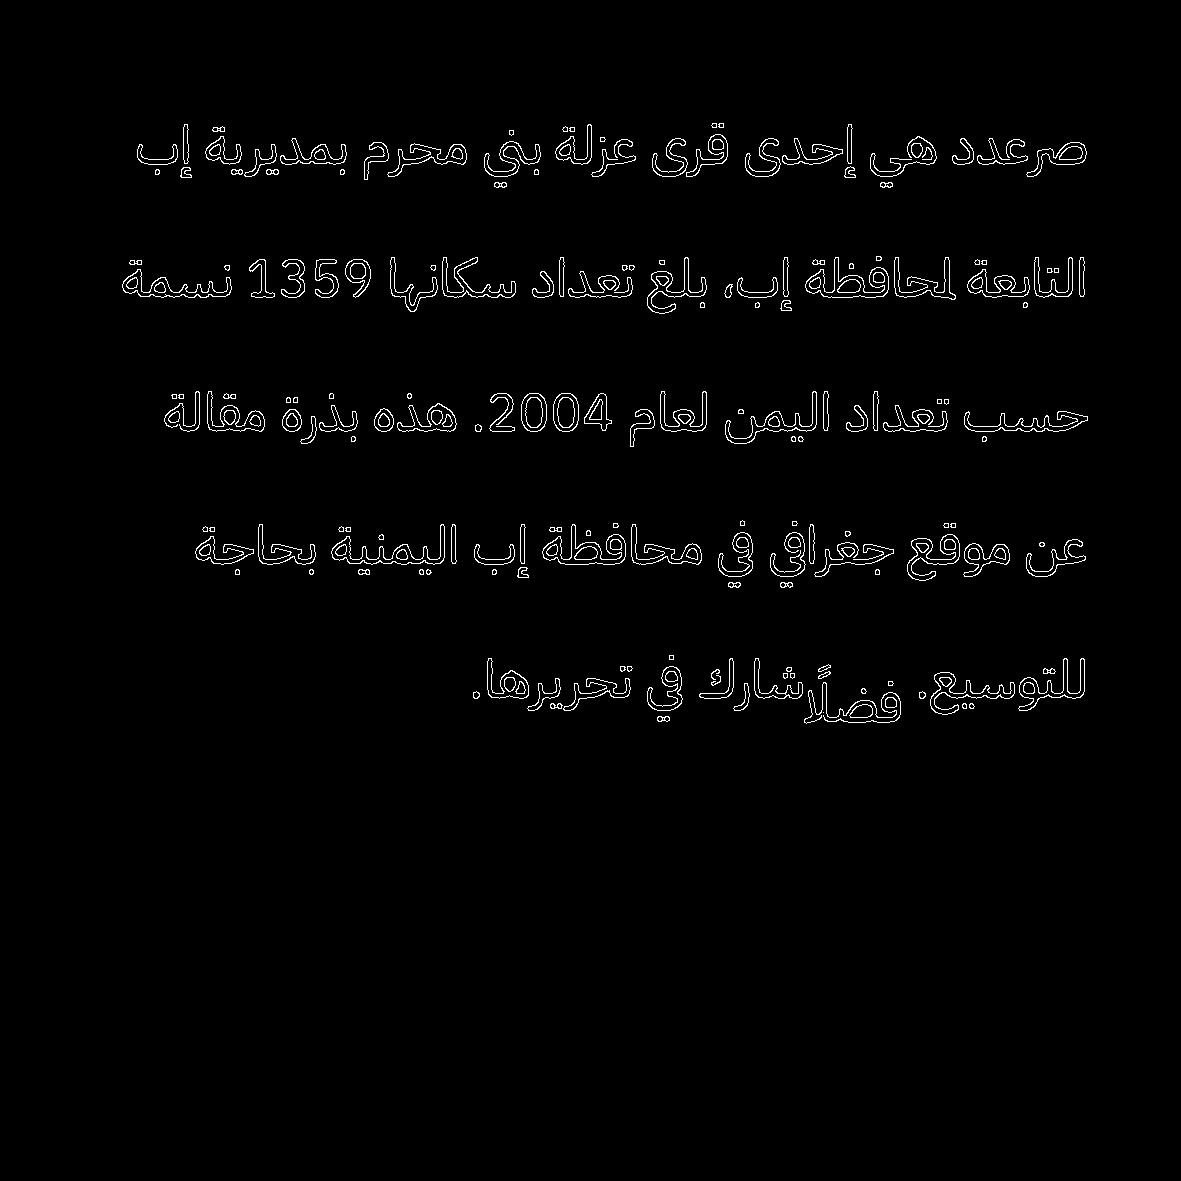 صرعدد هي إحدى قرى عزلة بني محرم بمديرية إب
التابعة لمحافظة إب، بلغ تعداد سكانها 1359 نسمة
حسب تعداد اليمن لعام 2004. هذه بذرة مقالة
عن موقع جغرافي في محافظة إب اليمنية بحاجة
للتوسيع. فضلًا شارك في تحريرها.